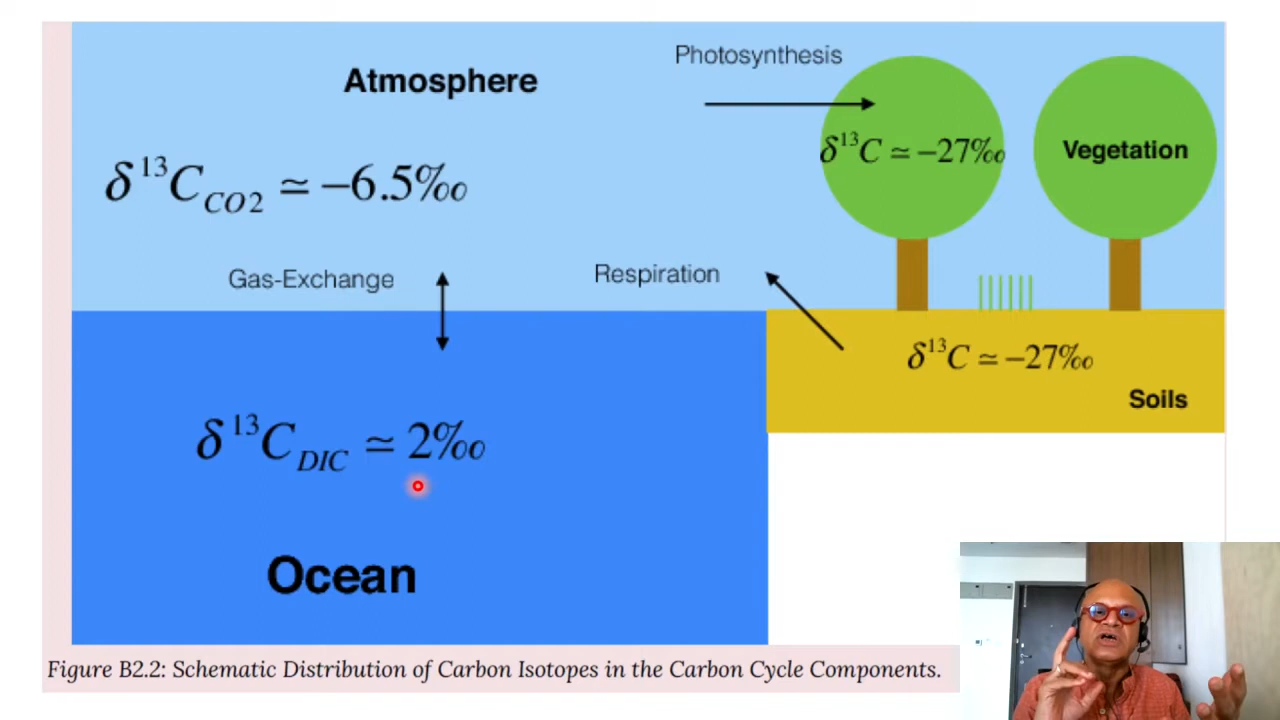 Atmosphere
Photosynthesis
δ¹³C_CO2 ≃ −6.5‰
δ¹³C ≃ −27‰
Vegetation
Gas-Exchange
Respiration
δ¹³C ≃ −27‰
Soils
δ¹³C_DIC ≃ 2‰
Ocean
Figure B2.2: Schematic Distribution of Carbon Isotopes in the Carbon Cycle Components.